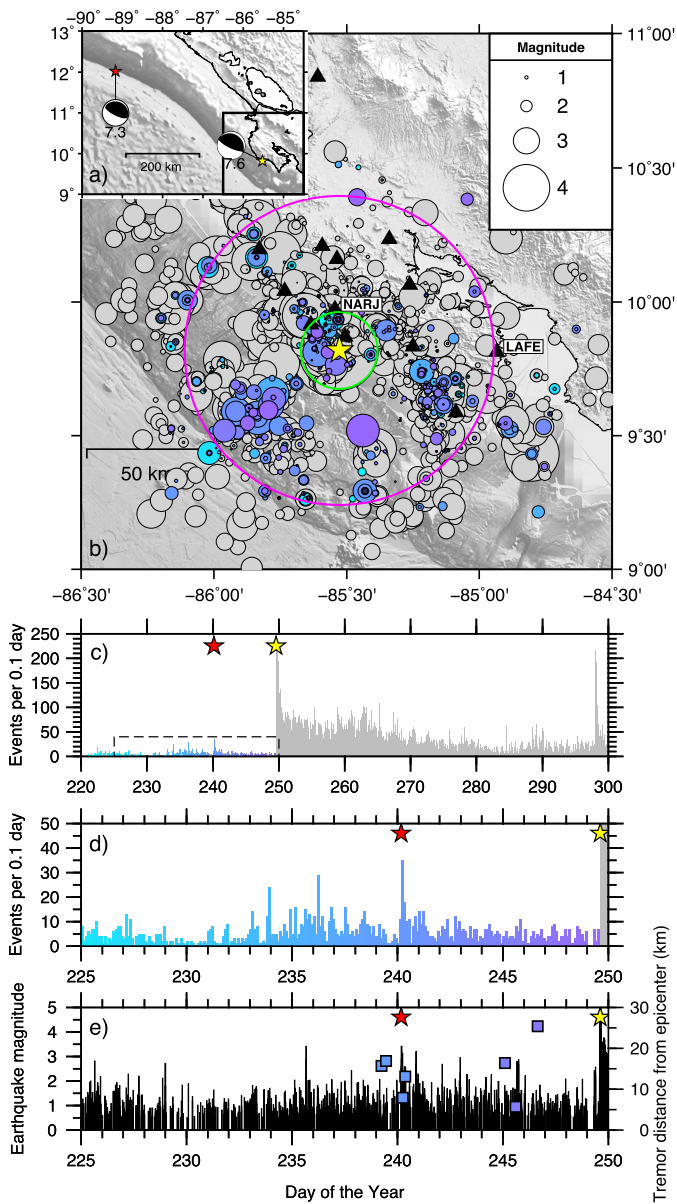 −90 −89 −88 −87 −86 −85
13˚
12˚
11˚
10˚
9˚
7.3
7.6
200 km
a)
Magnitude
1
2
3
4
11˚00'
10˚30'
10˚00'
9˚30'
9˚00'
NARJ
LAFE
50 km
b)
−86˚30' −86˚00' −85˚30' −85˚00' −84˚30'
c)
Events per 0.1 day
250
200
150
100
50
0
220 230 240 250 260 270 280 290 300
d)
Events per 0.1 day
50
40
30
20
10
0
225 230 235 240 245 250
e)
Earthquake magnitude
5
4
3
2
1
0
30
25
20
15
10
5
0
Tremor distance from epicenter (km)
225 230 235 240 245 250
Day of the Year